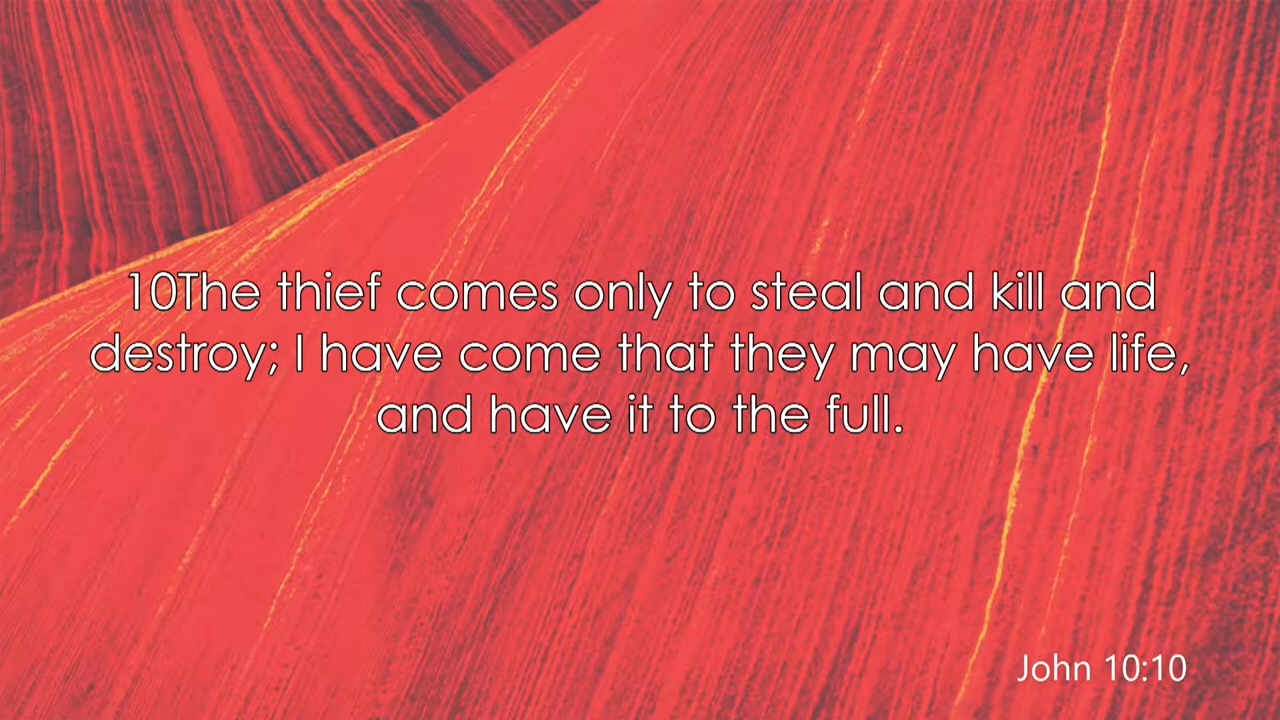 10The thief comes only to steal and kill and
destroy; I have come that they may have life,
and have it to the full.
John 10:10